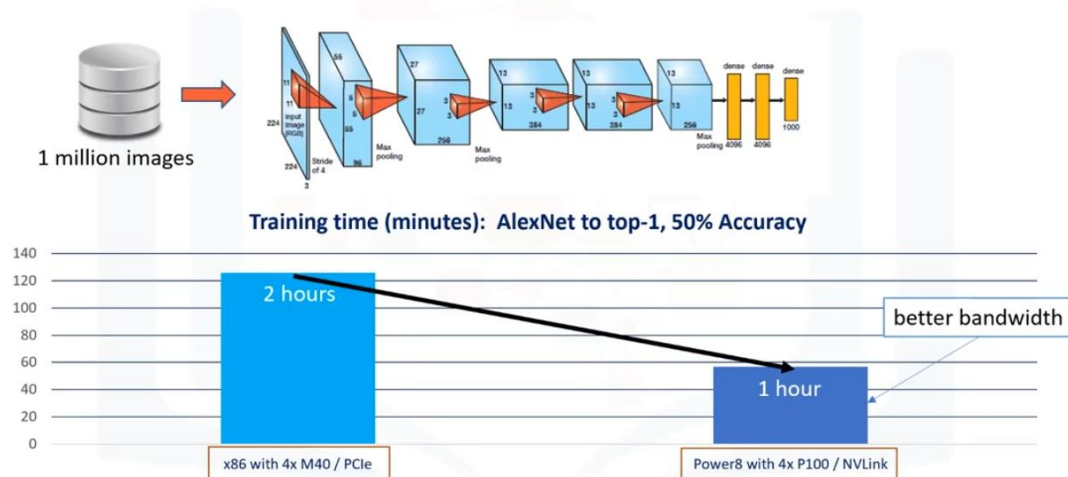 1 million images
224
224
3
11
11
Input
image
(RGB)
Stride
of 4
55
55
96
5
5
Max
pooling
27
27
256
3
3
Max
pooling
13
13
384
3
3
13
13
384
3
3
13
13
256
Max
pooling
dense
4096
dense
4096
dense
1000
Training time (minutes): AlexNet to top-1, 50% Accuracy
140
120
100
80
60
40
20
0
2 hours
1 hour
better bandwidth
x86 with 4x M40 / PCIe
Power8 with 4x P100 / NVLink